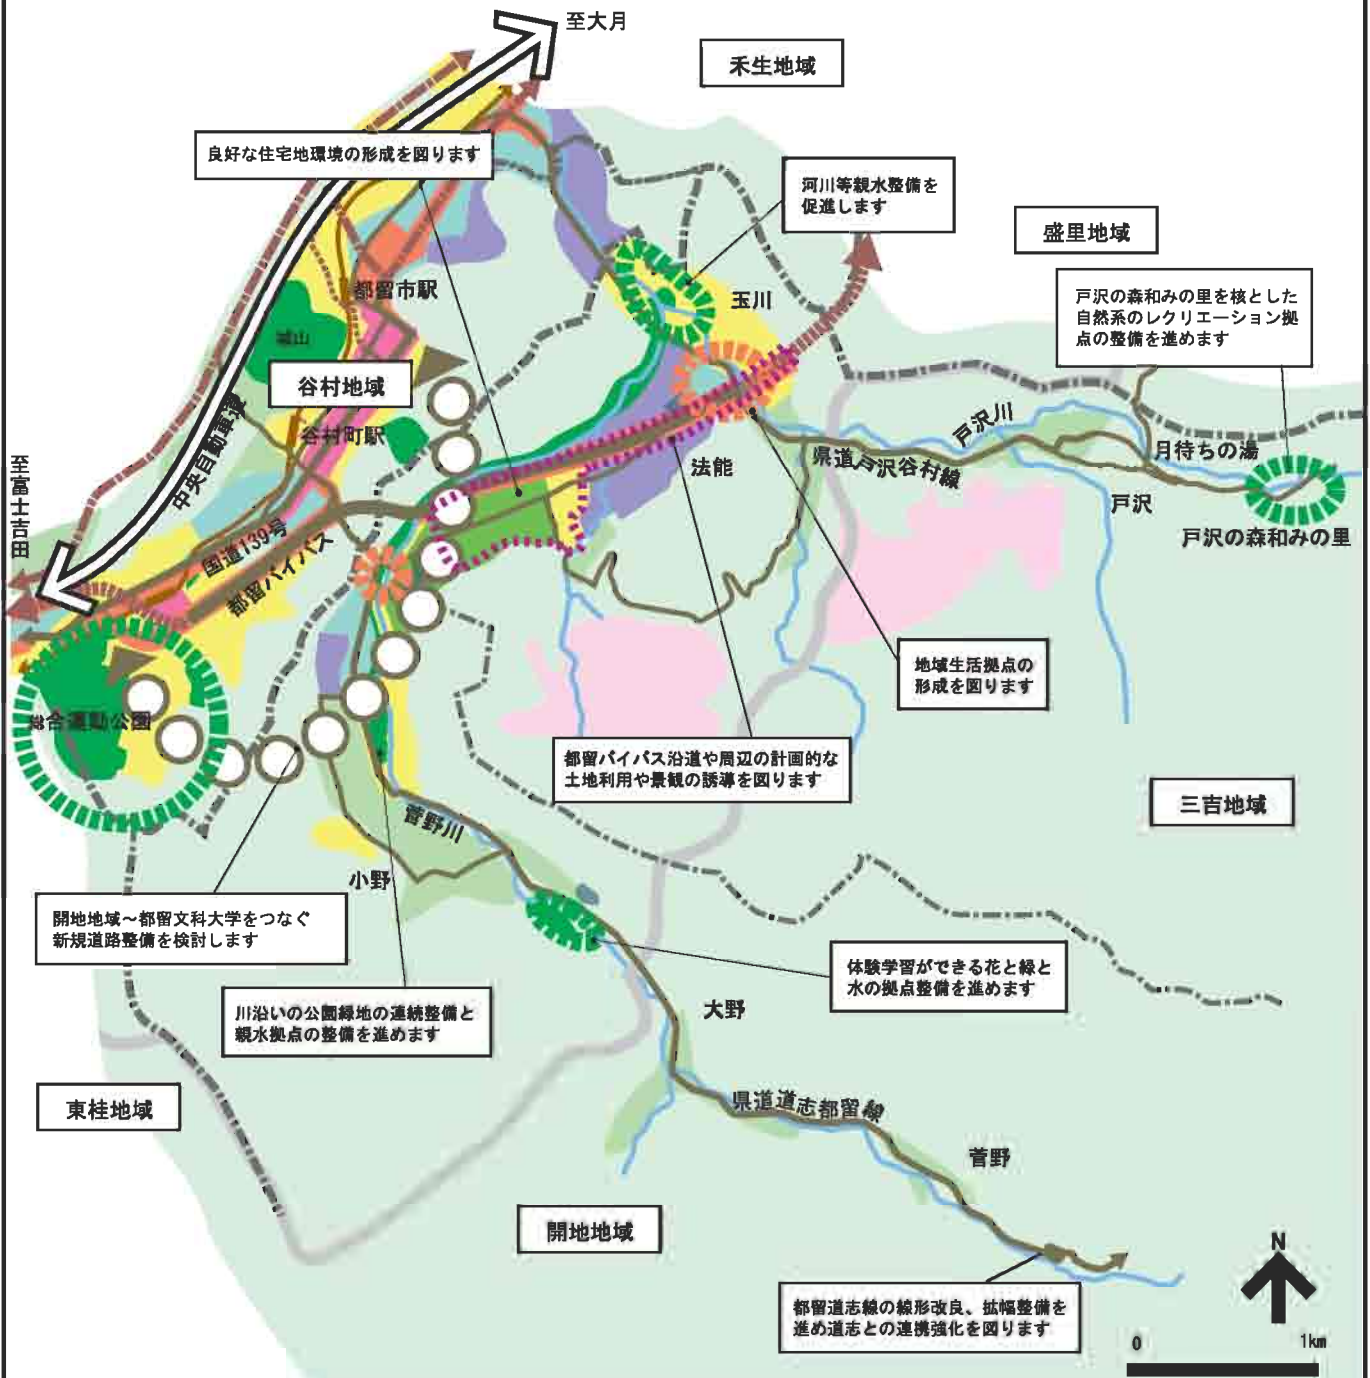 至大月
禾生地域
良好な住宅地環境の形成を図ります
河川等親水整備を
促進します
盛里地域
戸沢の森和みの里を核とした
自然系のレクリエーション拠
点の整備を進めます
都留市駅
玉川
谷村地域
谷村町駅
中央自動車道
至富士吉田
国道139号
都留バイパス
法能
県道戸沢谷村線
戸沢川
月待ちの湯
戸沢
戸沢の森和みの里
地域生活拠点の
形成を図ります
総合運動公園
都留バイパス沿道や周辺の計画的な
土地利用や景観の誘導を図ります
三吉地域
菅野川
小野
開地地域～都留文科大学をつなぐ
新規道路整備を検討します
体験学習ができる花と緑と
水の拠点整備を進めます
川沿いの公園緑地の連続整備と
親水拠点の整備を進めます
大野
東桂地域
県道道志都留線
菅野
開地地域
都留道志線の線形改良、拡幅整備を
進め道志との連携強化を図ります
N
0 1km